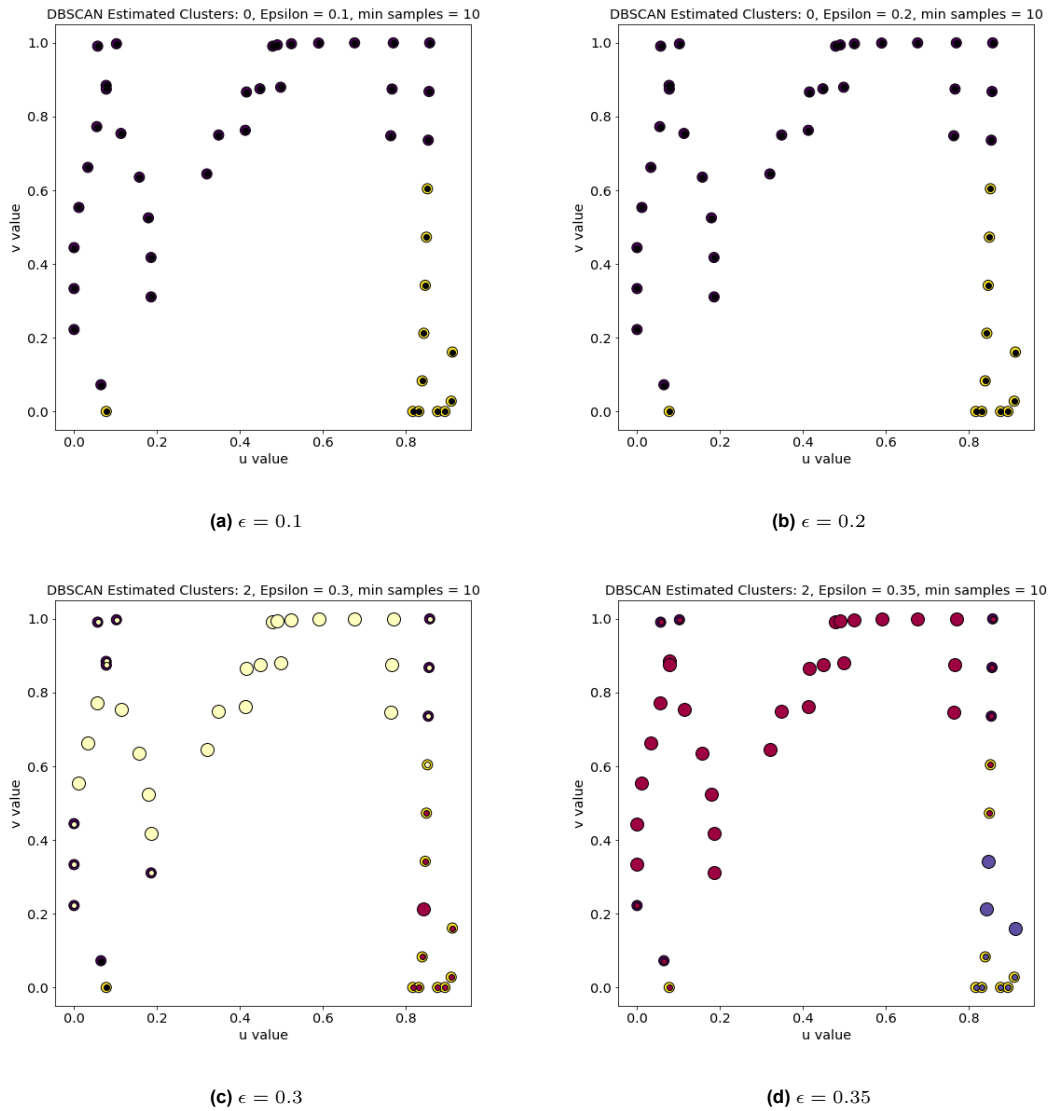 DBSCAN Estimated Clusters: 0, Epsilon = 0.1, min samples = 10
1.0
0.8
0.6
0.4
0.2
0.0
v value
0.0 0.2 0.4 0.6 0.8
u value
(a) ϵ = 0.1
DBSCAN Estimated Clusters: 0, Epsilon = 0.2, min samples = 10
1.0
0.8
0.6
0.4
0.2
0.0
v value
0.0 0.2 0.4 0.6 0.8
u value
(b) ϵ = 0.2
DBSCAN Estimated Clusters: 2, Epsilon = 0.3, min samples = 10
1.0
0.8
0.6
0.4
0.2
0.0
v value
0.0 0.2 0.4 0.6 0.8
u value
(c) ϵ = 0.3
DBSCAN Estimated Clusters: 2, Epsilon = 0.35, min samples = 10
1.0
0.8
0.6
0.4
0.2
0.0
v value
0.0 0.2 0.4 0.6 0.8
u value
(d) ϵ = 0.35